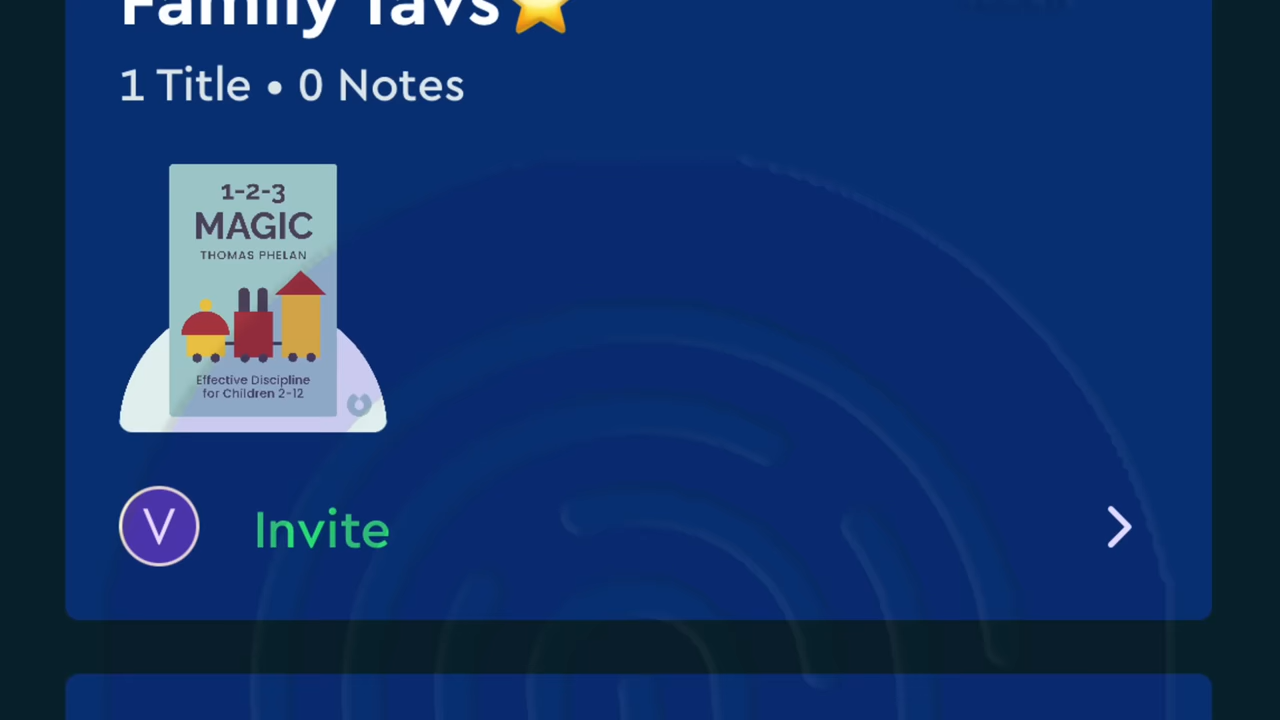 Family favs⭐
1 Title • 0 Notes
1-2-3
MAGIC
THOMAS PHELAN
Effective Discipline
for Children 2-12
V
Invite